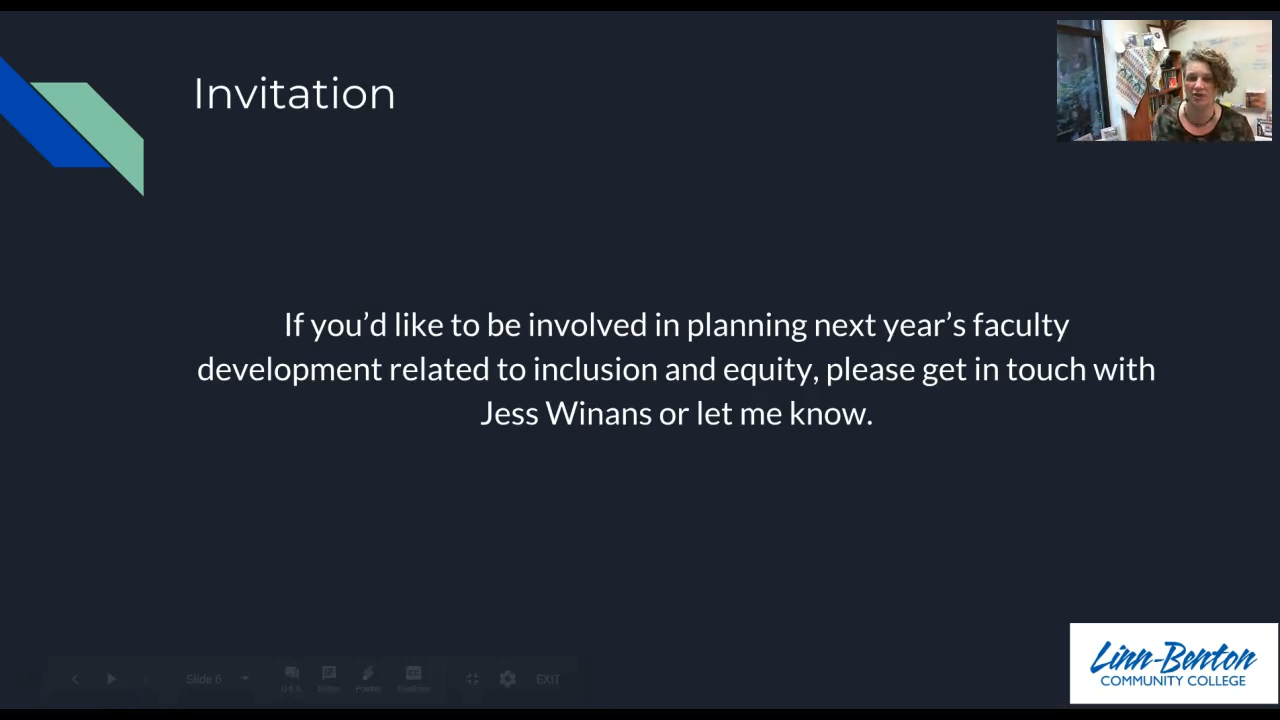 Invitation
If you’d like to be involved in planning next year’s faculty
development related to inclusion and equity, please get in touch with
Jess Winans or let me know.
Slide 6
Q&A
Notes
Pointer
Captions
EXIT
Linn-Benton
COMMUNITY COLLEGE